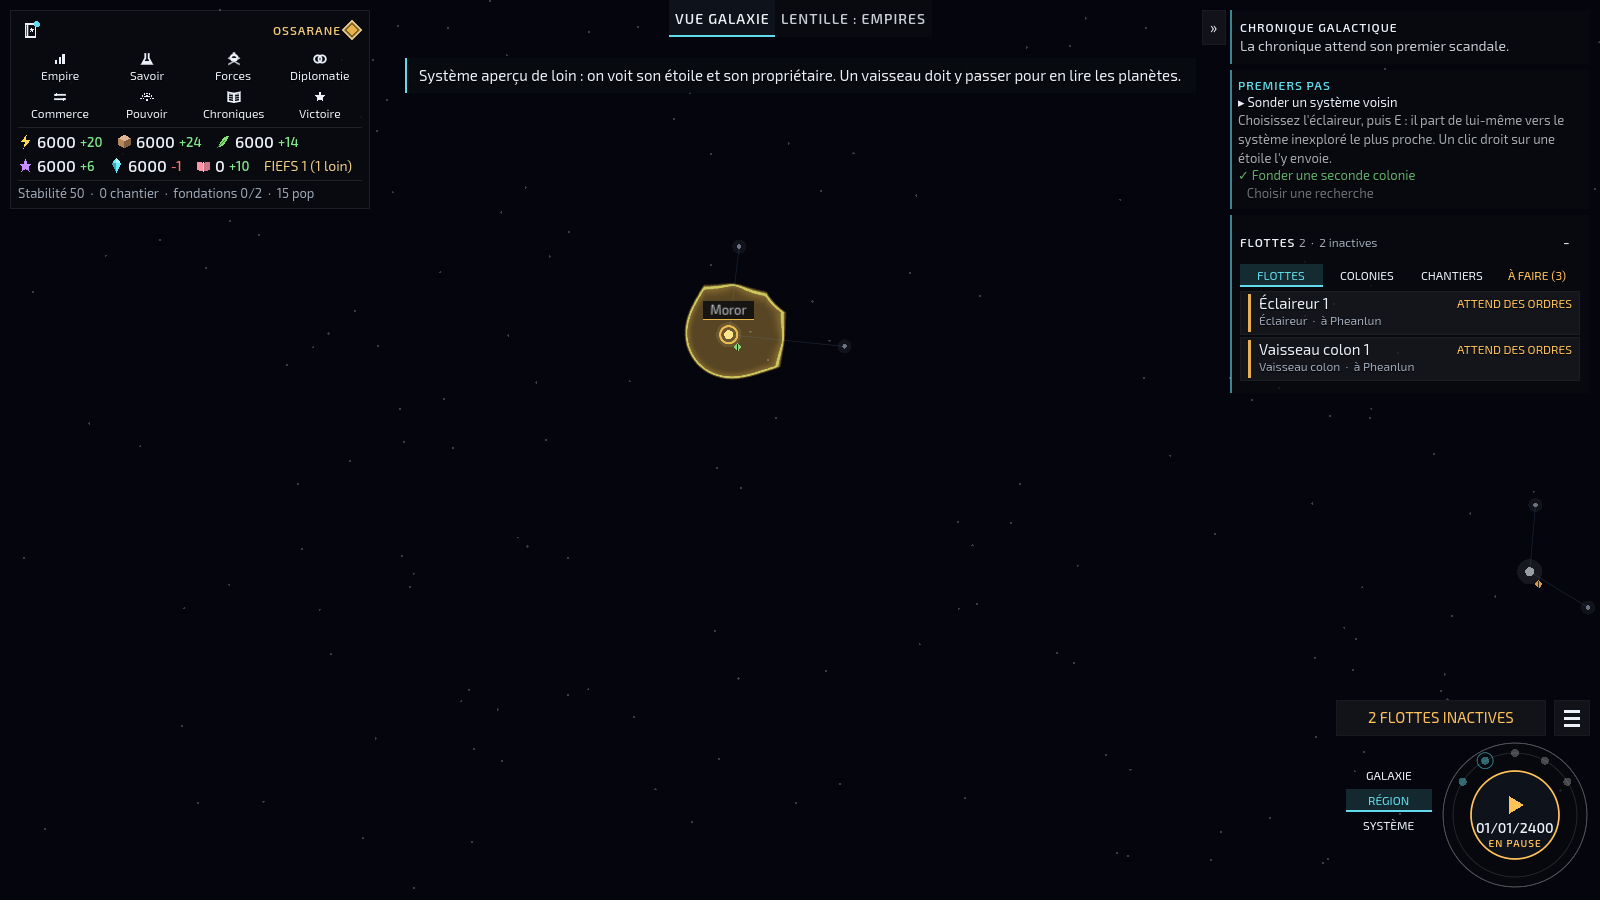 OSSARANE
Empire
Savoir
Forces
Diplomatie
Commerce
Pouvoir
Chroniques
Victoire
6000 +20
6000 +24
6000 +14
6000 +6
6000 -1
0 +10
FIEFS 1 (1 loin)
Stabilité 50 · 0 chantier · fondations 0/2 · 15 pop
VUE GALAXIE
LENTILLE : EMPIRES
Système aperçu de loin : on voit son étoile et son propriétaire. Un vaisseau doit y passer pour en lire les planètes.
Moror
»
CHRONIQUE GALACTIQUE
La chronique attend son premier scandale.
PREMIERS PAS
▸ Sonder un système voisin
Choisissez l'éclaireur, puis E : il part de lui-même vers le
système inexploré le plus proche. Un clic droit sur une
étoile l'y envoie.
✓ Fonder une seconde colonie
Choisir une recherche
FLOTTES 2 · 2 inactives
–
FLOTTES
COLONIES
CHANTIERS
À FAIRE (3)
Éclaireur 1
ATTEND DES ORDRES
Éclaireur · à Pheanlun
Vaisseau colon 1
ATTEND DES ORDRES
Vaisseau colon · à Pheanlun
2 FLOTTES INACTIVES
GALAXIE
RÉGION
SYSTÈME
01/01/2400
EN PAUSE